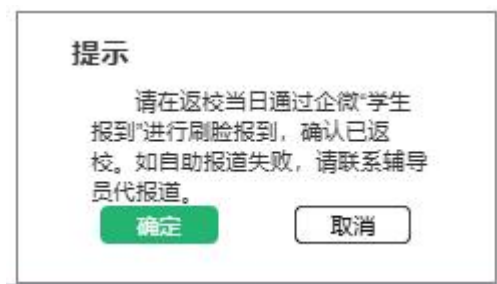 提示
请在返校当日通过企微“学生
报到”进行刷脸报到，确认已返
校。如自助报道失败，请联系辅导
员代报道。
确定
取消